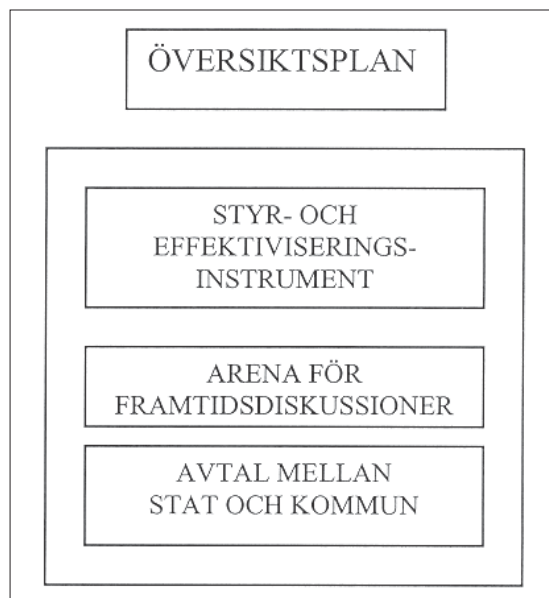 ÖVERSIKTSPLAN
STYR- OCH
EFFEKTIVISERINGS-
INSTRUMENT
ARENA FÖR
FRAMTIDSDISKUSSIONER
AVTAL MELLAN
STAT OCH KOMMUN